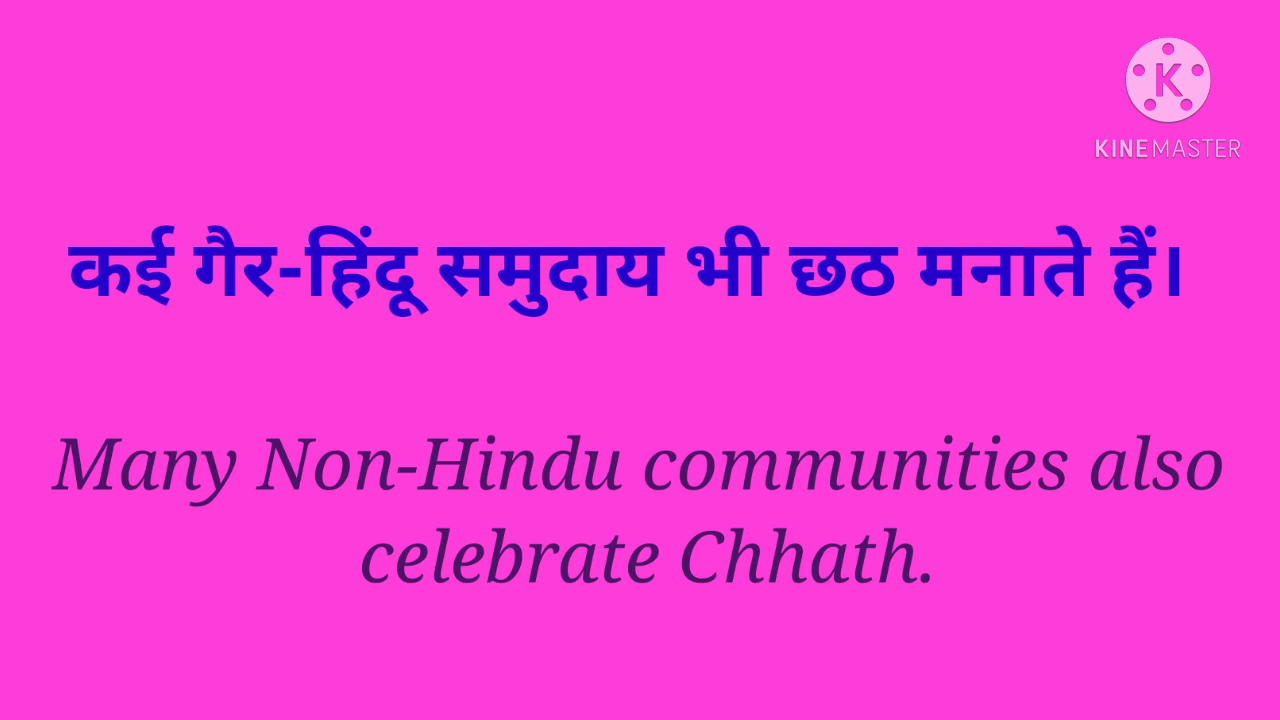 K
KINEMASTER
कई गैर-हिंदू समुदाय भी छठ मनाते हैं।
Many Non-Hindu communities also
celebrate Chhath.